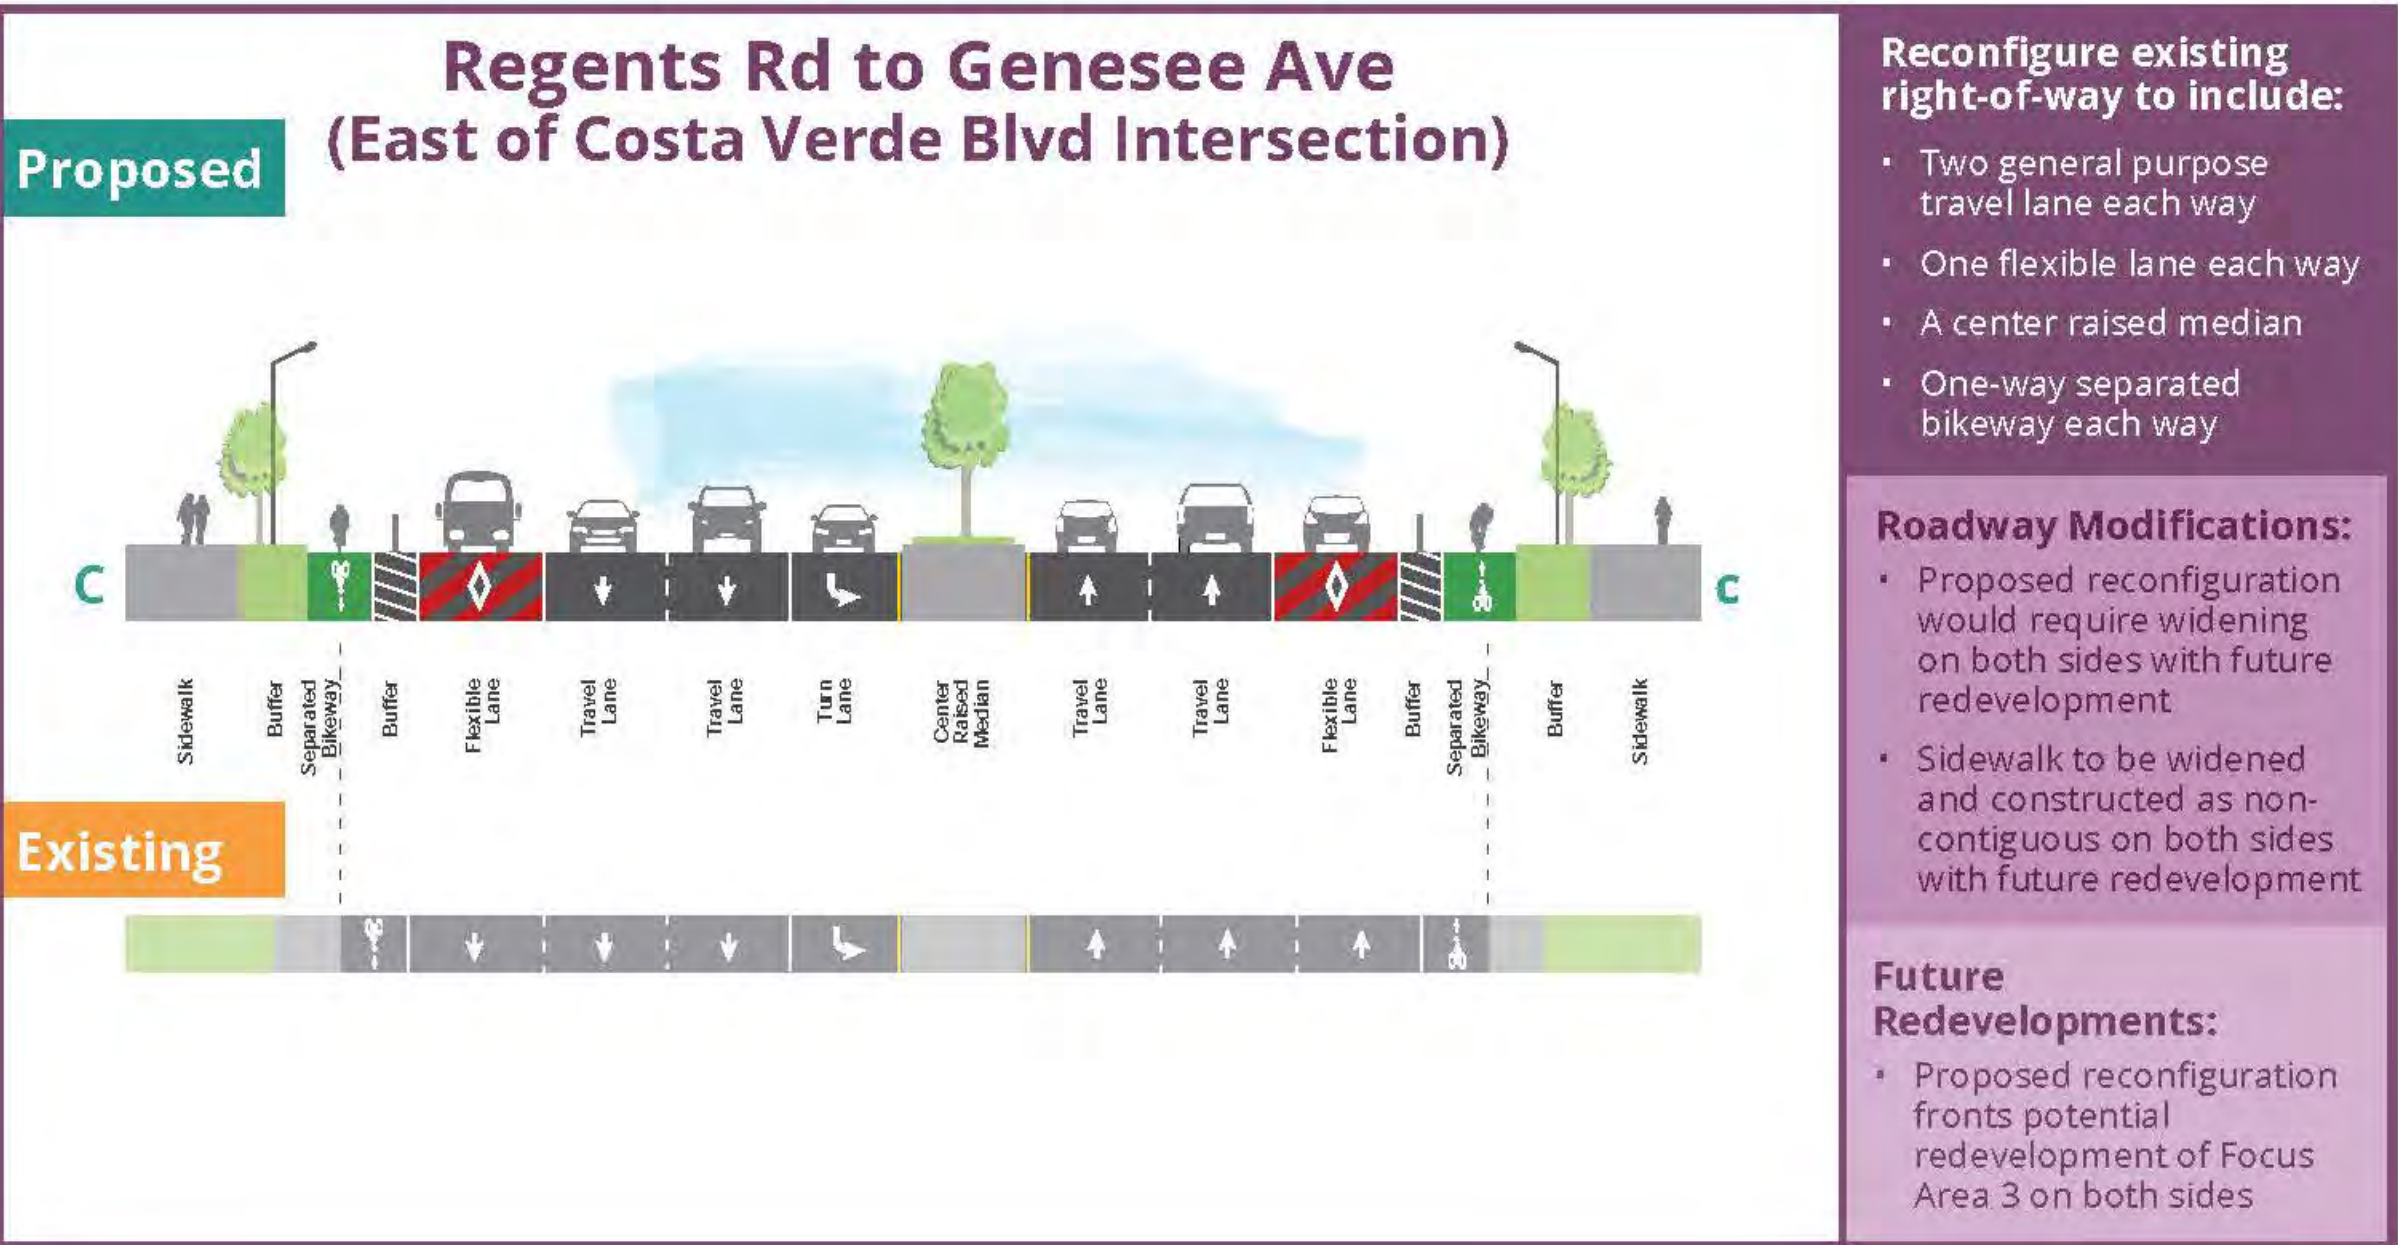 Regents Rd to Genesee Ave
(East of Costa Verde Blvd Intersection)
Proposed
C
C
Sidewalk
Buffer
Separated
Bikeway
Buffer
Flexible
Lane
Travel
Lane
Travel
Lane
Turn
Lane
Center
Raised
Median
Travel
Lane
Travel
Lane
Flexible
Lane
Buffer
Separated
Bikeway
Buffer
Sidewalk
Existing
Reconfigure existing
right-of-way to include:
· Two general purpose
travel lane each way
· One flexible lane each way
· A center raised median
· One-way separated
bikeway each way
Roadway Modifications:
· Proposed reconfiguration
would require widening
on both sides with future
redevelopment
· Sidewalk to be widened
and constructed as non-
contiguous on both sides
with future redevelopment
Future
Redevelopments:
· Proposed reconfiguration
fronts potential
redevelopment of Focus
Area 3 on both sides